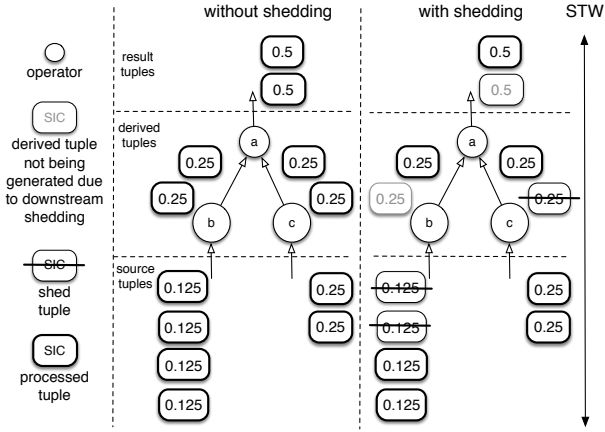 without shedding
with shedding
STW
operator
SIC
derived tuple
not being
generated due
to downstream
shedding
SIC
shed
tuple
SIC
processed
tuple
result
tuples
derived
tuples
source
tuples
0.5
0.5
a
0.25
0.25
0.25
0.25
b
c
0.125
0.25
0.125
0.25
0.125
0.125
0.5
0.5
a
0.25
0.25
0.25
0.25
b
c
0.125
0.25
0.125
0.25
0.125
0.125